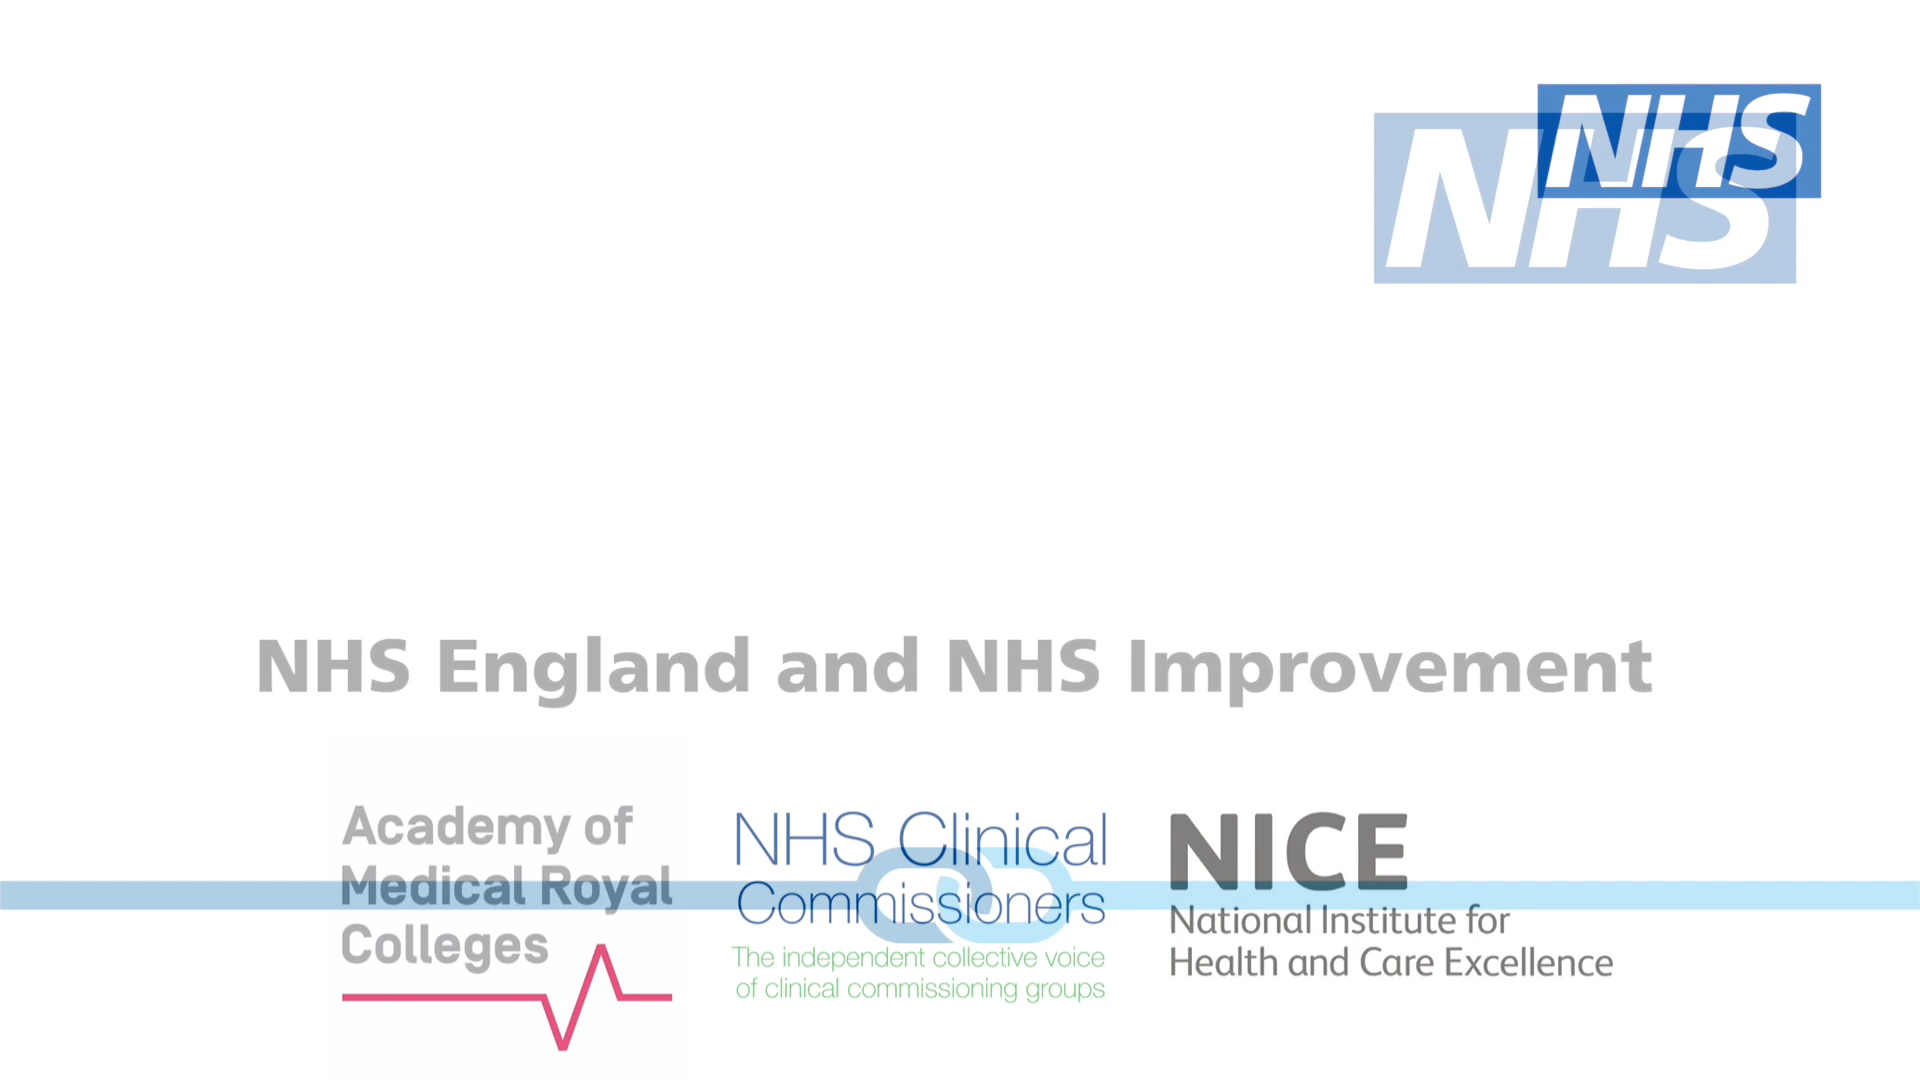 NHS
NHS
NHS England and NHS Improvement
Academy of
Medical Royal
Colleges
NHS Clinical
Commissioners
The independent collective voice
of clinical commissioning groups
NICE
National Institute for
Health and Care Excellence